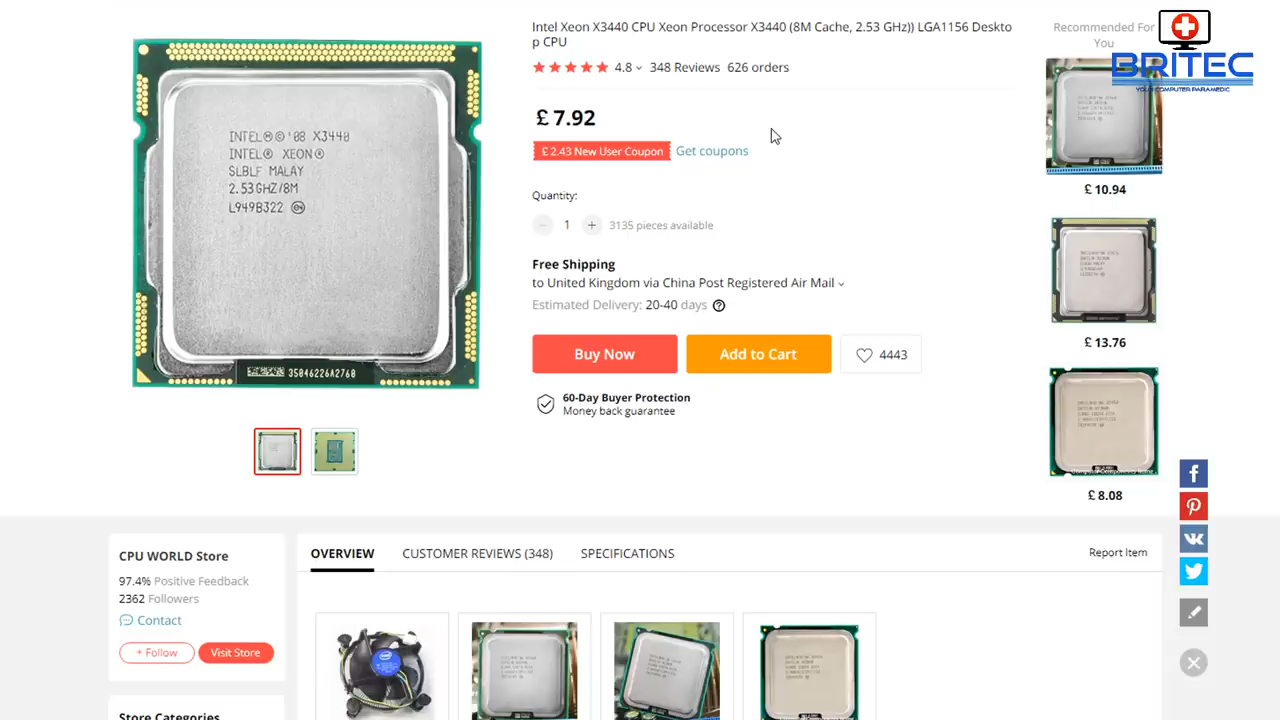 Intel Xeon X3440 CPU Xeon Processor X3440 (8M Cache, 2.53 GHz)) LGA1156 Deskto
p CPU
4.8 348 Reviews 626 orders
£ 7.92
£ 2.43 New User Coupon Get coupons
Quantity:
1 + 3135 pieces available
Free Shipping
to United Kingdom via China Post Registered Air Mail
Estimated Delivery: 20-40 days ?
Buy Now
Add to Cart
4443
60-Day Buyer Protection
Money back guarantee
INTEL®©'08 X3440
INTEL® XEON®
SLBLF MALAY
2.53GHZ/8M
L949B322
35046226A2760
Recommended For
You
BRITEC
YOUR COMPUTER PARAMEDIC
£ 10.94
£ 13.76
£ 8.08
CPU WORLD Store
97.4% Positive Feedback
2362 Followers
Contact
+ Follow
Visit Store
Store Categories
OVERVIEW
CUSTOMER REVIEWS (348)
SPECIFICATIONS
Report Item
intel